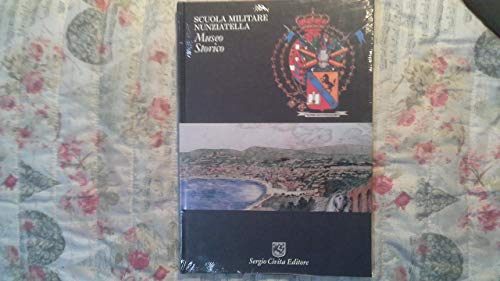 SCUOLA MILITARE
NUNZIATELLA
Museo
Storico
Sergio Civita Editore